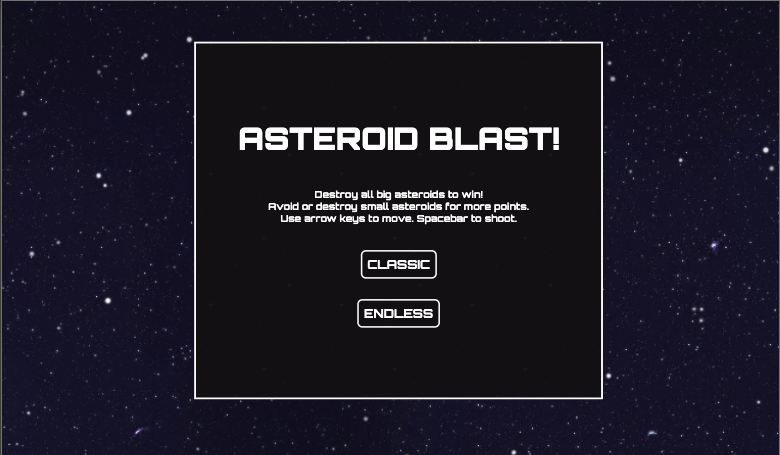 ASTEROID BLAST!
Destroy all big asteroids to win!
Avoid or destroy small asteroids for more points.
Use arrow keys to move. Spacebar to shoot.
CLASSIC
ENDLESS